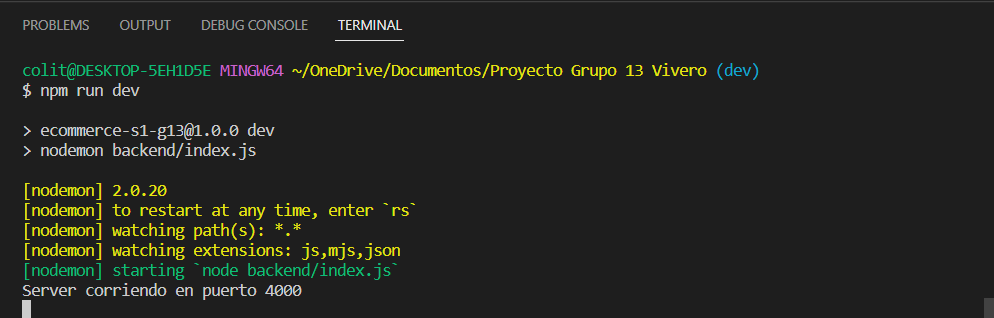 PROBLEMS OUTPUT DEBUG CONSOLE TERMINAL
colit@DESKTOP-5EH1D5E MINGW64 ~/OneDrive/Documentos/Proyecto Grupo 13 Vivero (dev)
$ npm run dev
> ecommerce-s1-g13@1.0.0 dev
> nodemon backend/index.js
[nodemon] 2.0.20
[nodemon] to restart at any time, enter `rs`
[nodemon] watching path(s): *.*
[nodemon] watching extensions: js,mjs,json
[nodemon] starting `node backend/index.js`
Server corriendo en puerto 4000